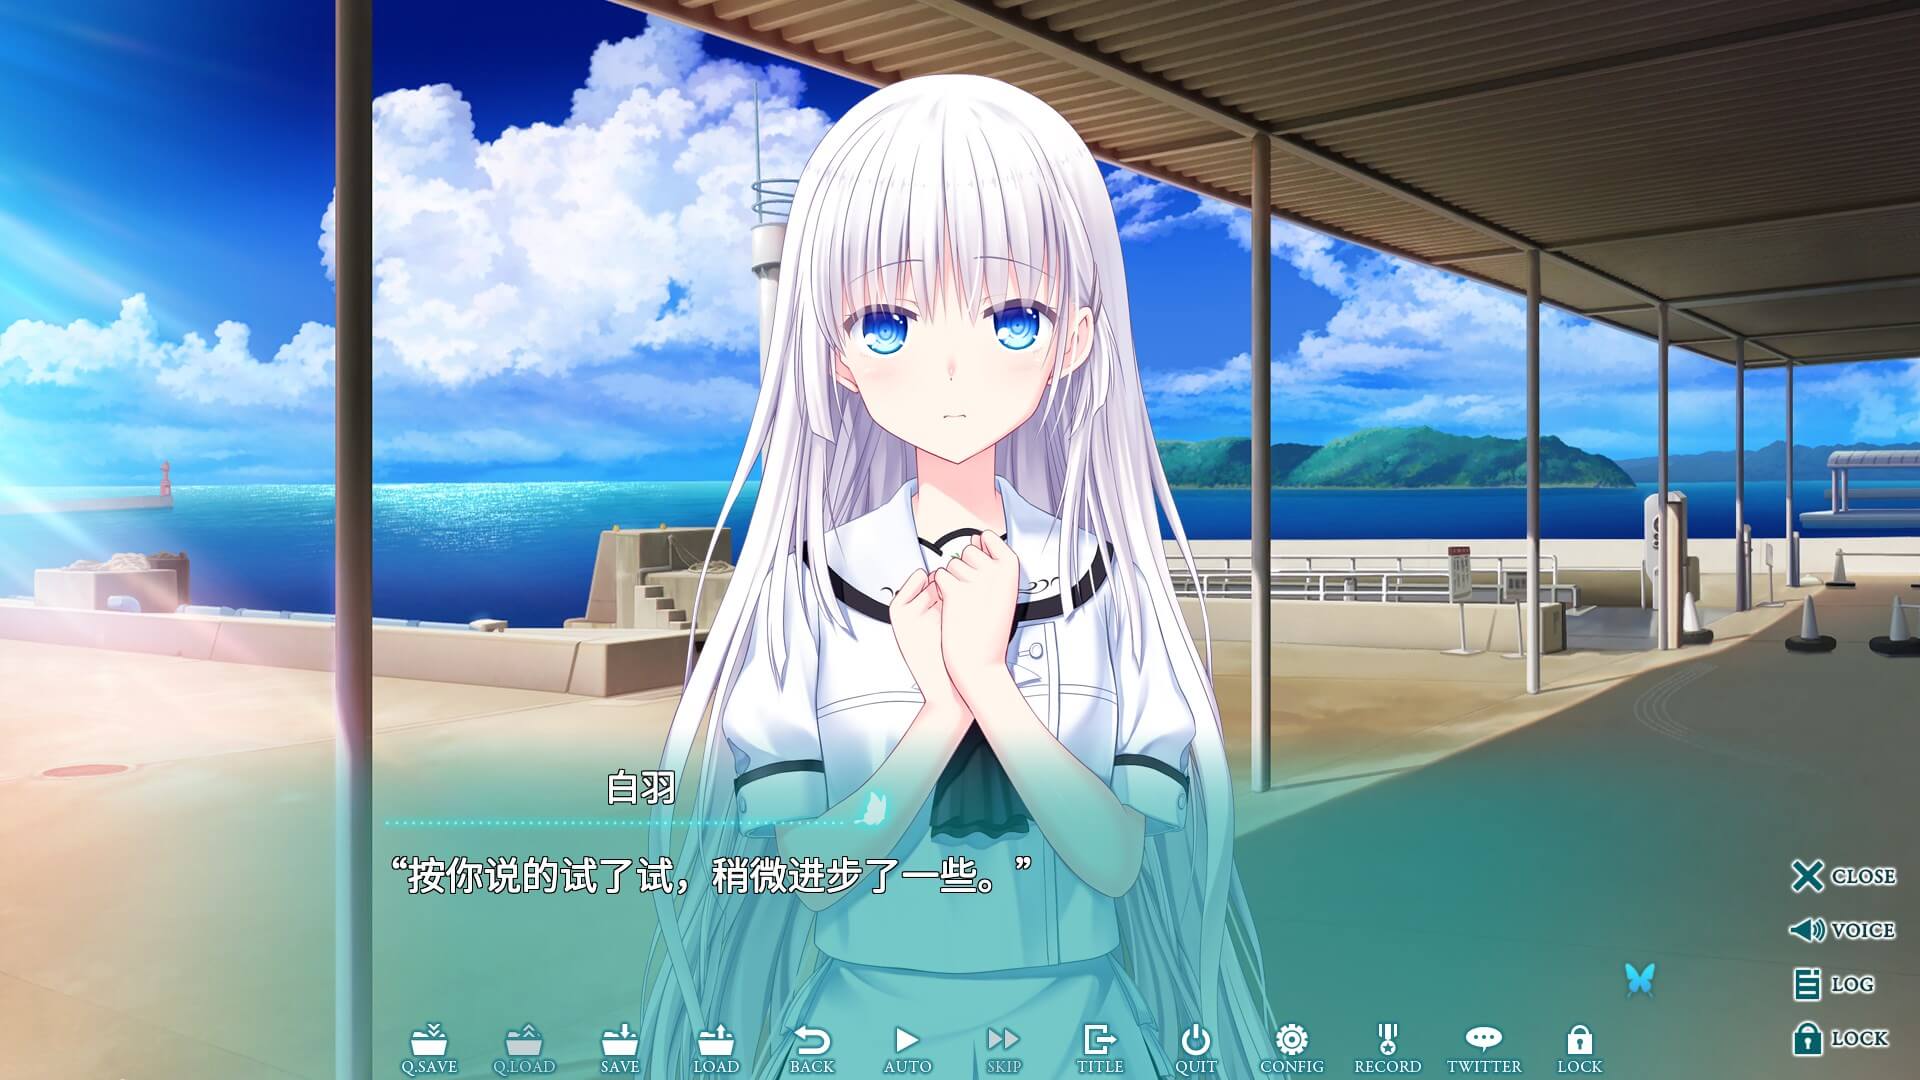 白羽
“按你说的试了试，稍微进步了一些。”
CLOSE
VOICE
LOG
LOCK
Q.SAVE
Q.LOAD
SAVE
LOAD
BACK
AUTO
SKIP
TITLE
QUIT
CONFIG
RECORD
TWITTER
LOCK